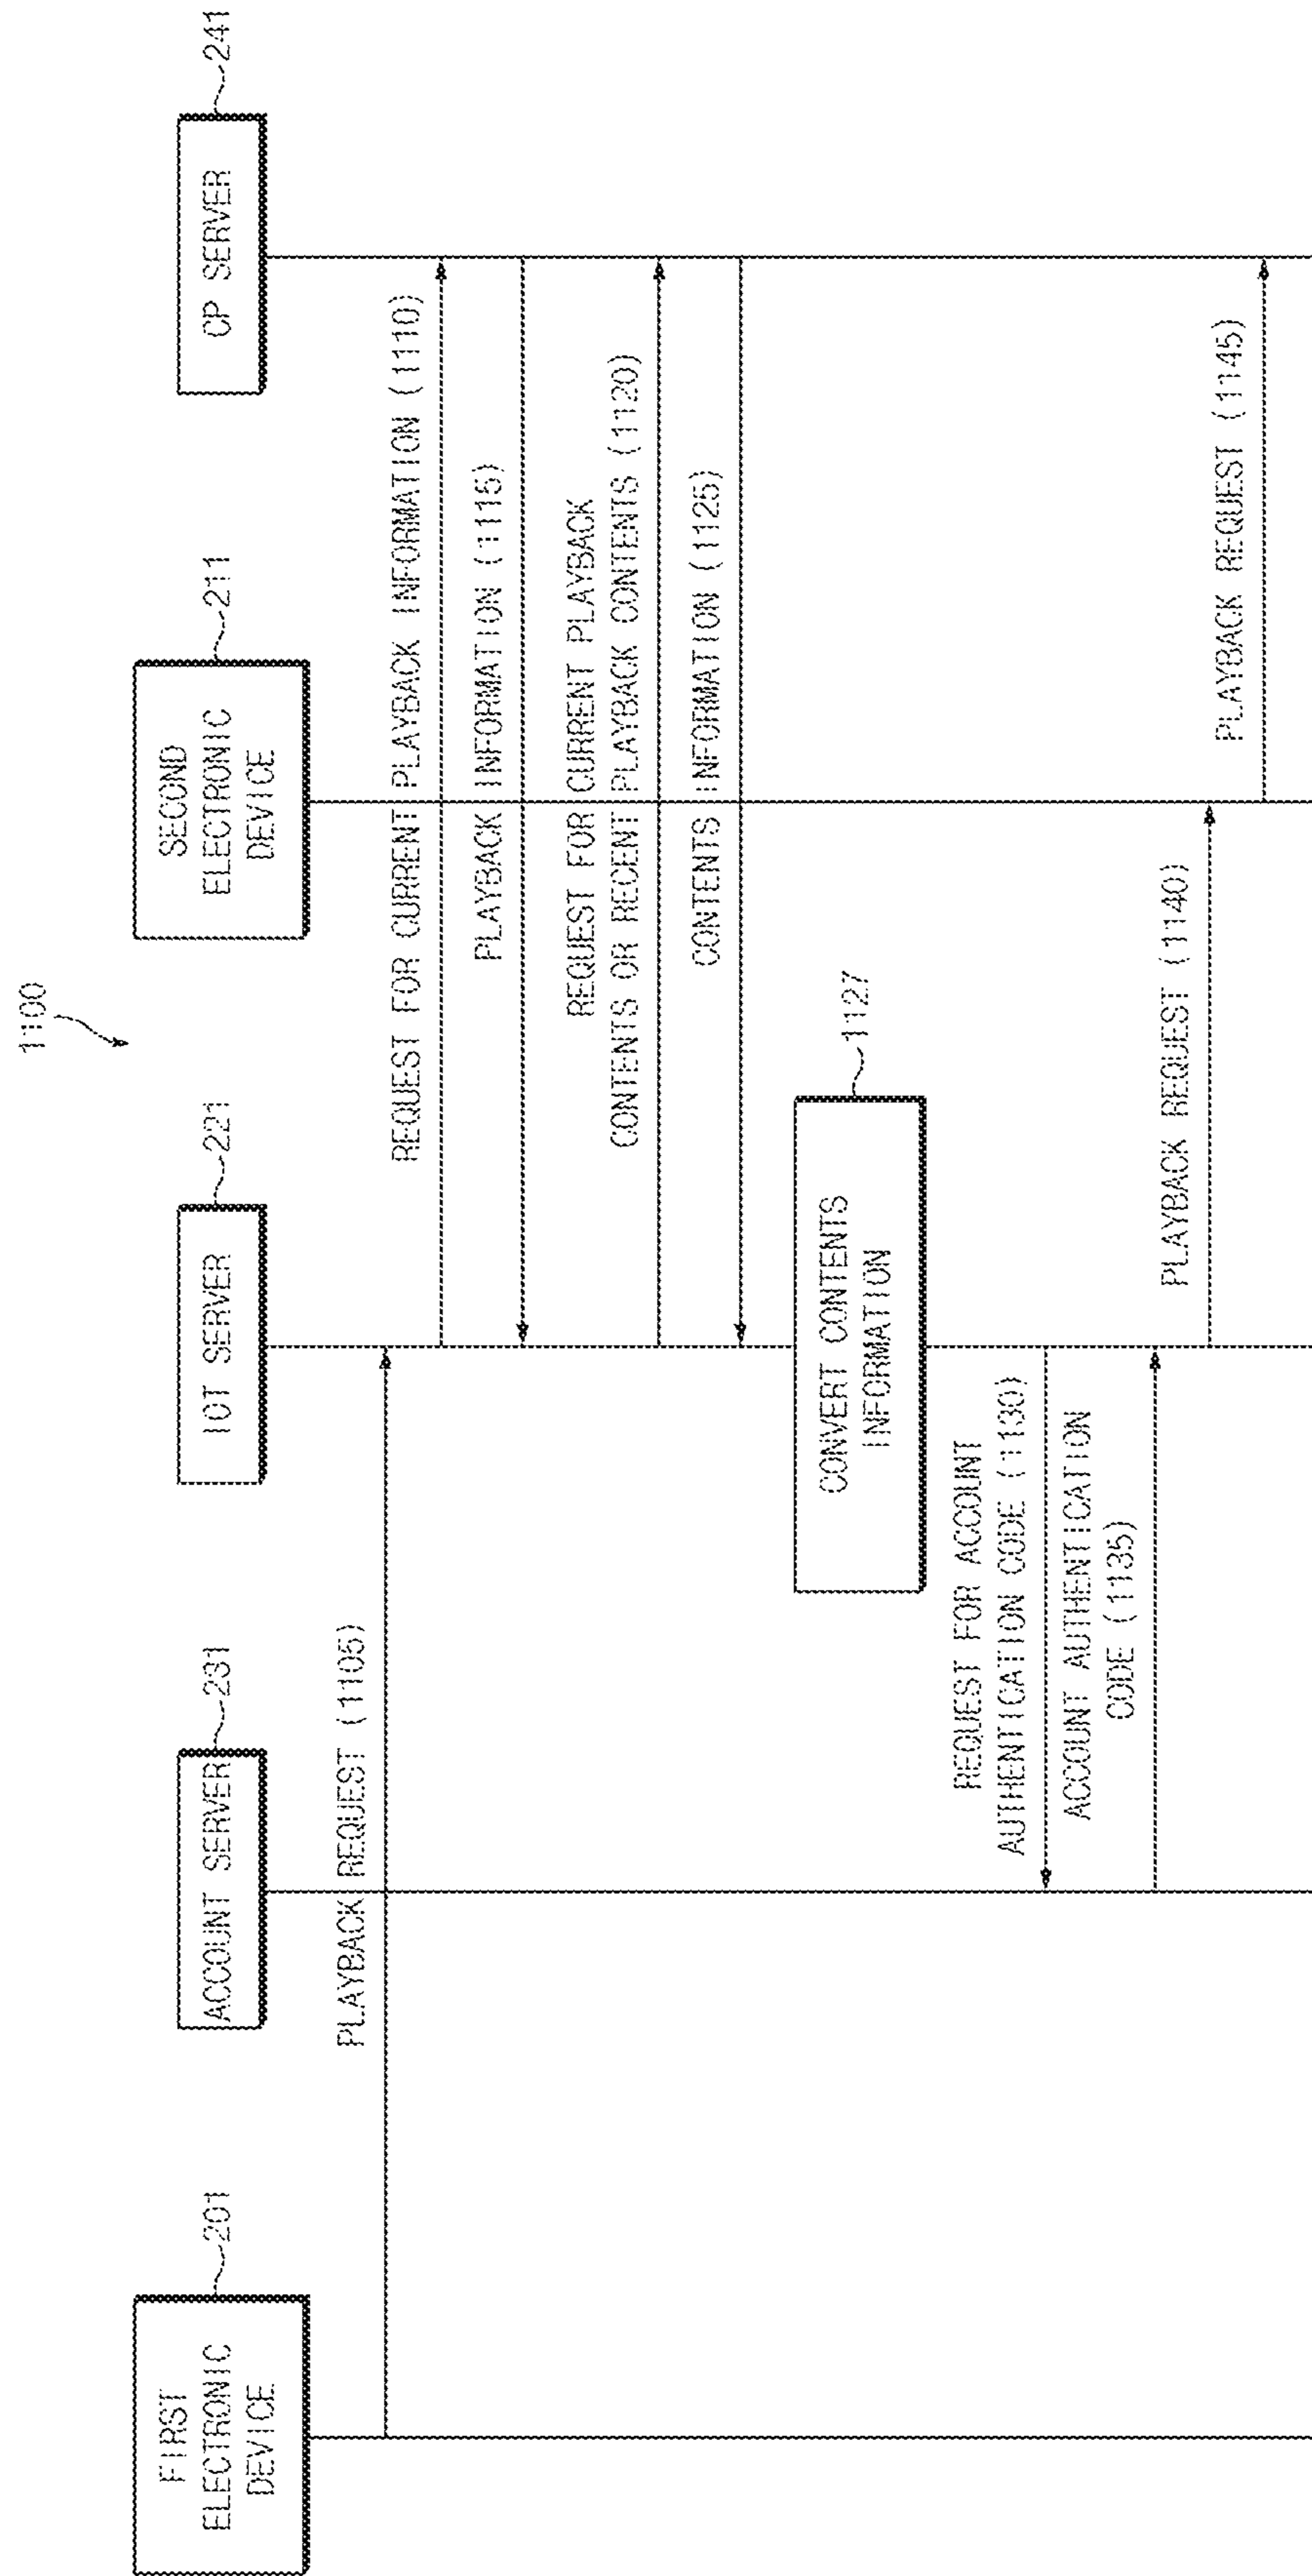 1100
FIRST
ELECTRONIC
DEVICE
201
ACCOUNT SERVER
231
IOT SERVER
221
SECOND
ELECTRONIC
DEVICE
211
CP SERVER
241
PLAYBACK REQUEST (1105)
REQUEST FOR CURRENT PLAYBACK INFORMATION (1110)
PLAYBACK INFORMATION (1115)
REQUEST FOR CURRENT PLAYBACK
CONTENTS OR RECENT PLAYBACK CONTENTS (1120)
CONTENTS INFORMATION (1125)
CONVERT CONTENTS
INFORMATION
1127
REQUEST FOR ACCOUNT
AUTHENTICATION CODE (1130)
ACCOUNT AUTHENTICATION
CODE (1135)
PLAYBACK REQUEST (1140)
PLAYBACK REQUEST (1145)